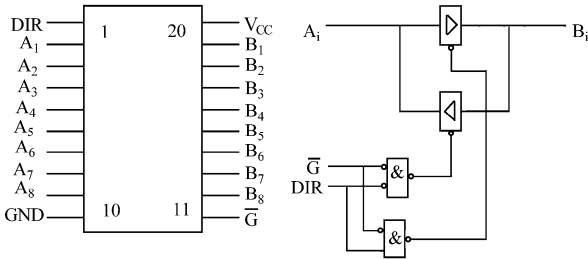 DIR 1 20 V_CC
A_1 B_1
A_2 B_2
A_3 B_3
A_4 B_4
A_5 B_5
A_6 B_6
A_7 B_7
A_8 B_8
GND 10 11 G̅
A_i B_i
G̅
DIR &
&